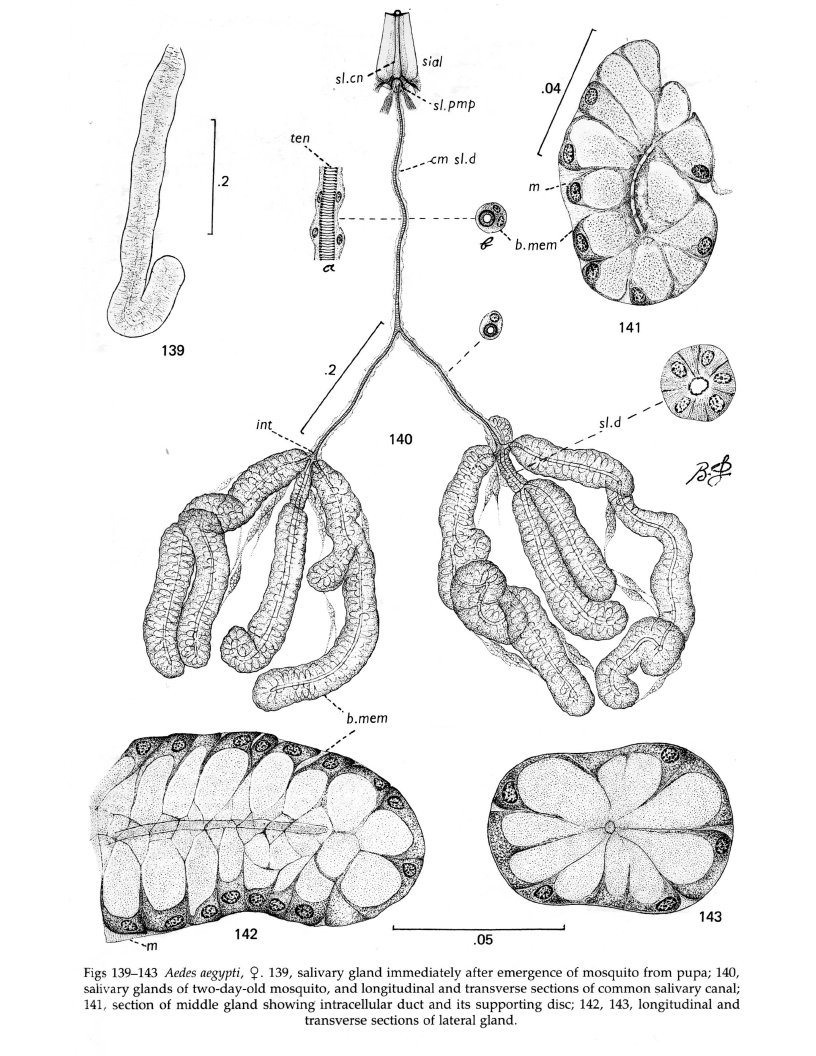 sial
sl.cn
sl.pmp
.04
ten
.2
cm sl.d
m
a
b
b.mem
141
139
.2
int
140
sl.d
b.mem
142
m
.05
143
Figs 139–143 Aedes aegypti, ♀. 139, salivary gland immediately after emergence of mosquito from pupa; 140,
salivary glands of two-day-old mosquito, and longitudinal and transverse sections of common salivary canal;
141, section of middle gland showing intracellular duct and its supporting disc; 142, 143, longitudinal and
transverse sections of lateral gland.